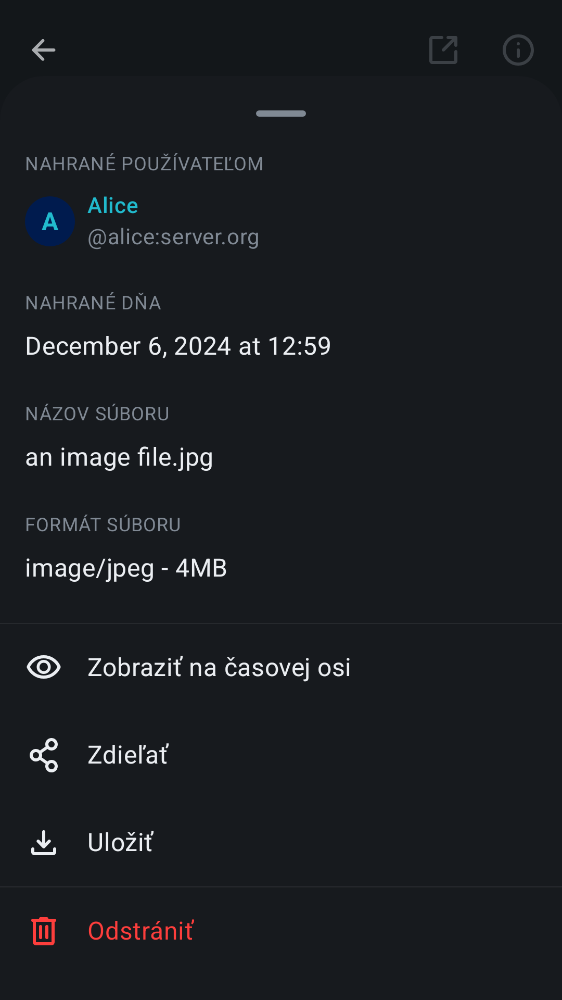 NAHRANÉ POUŽÍVATEĽOM
A
Alice
@alice:server.org
NAHRANÉ DŇA
December 6, 2024 at 12:59
NÁZOV SÚBORU
an image file.jpg
FORMÁT SÚBORU
image/jpeg - 4MB
Zobraziť na časovej osi
Zdieľať
Uložiť
Odstrániť